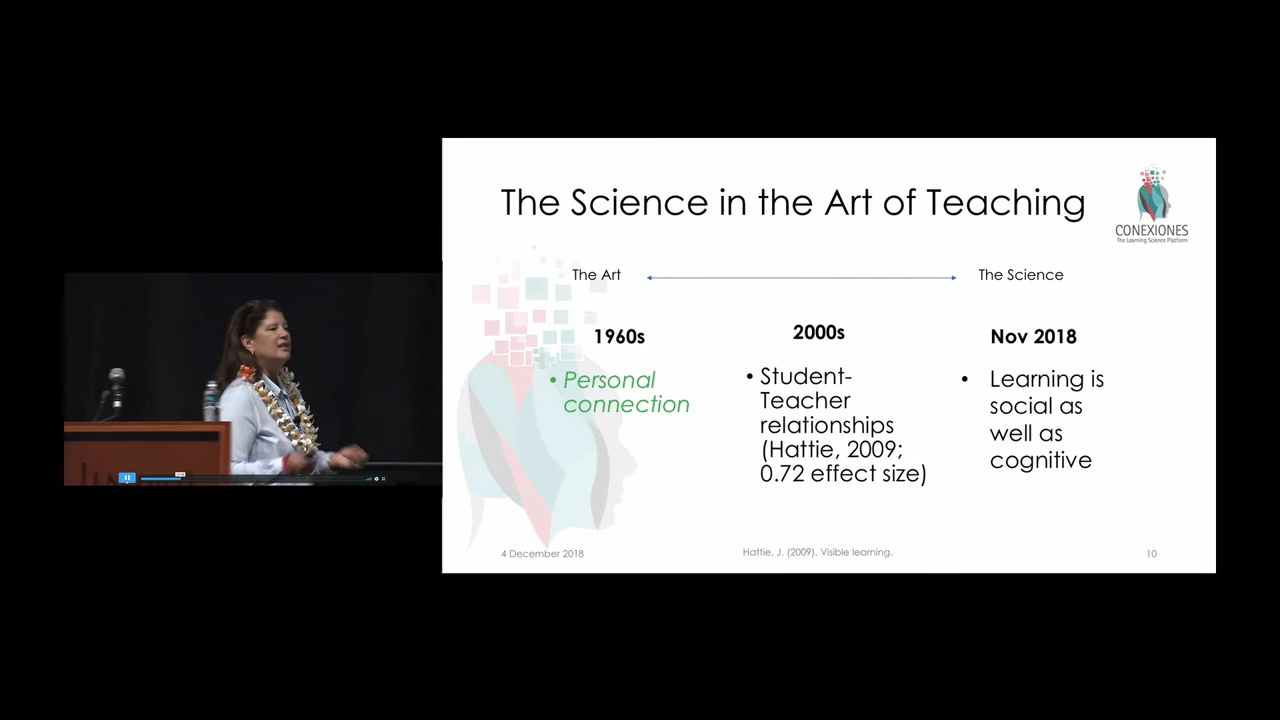 The Science in the Art of Teaching
CONEXIONES
The Learning Science Platform
The Art
The Science
1960s
• Personal
connection
2000s
• Student-
Teacher
relationships
(Hattie, 2009;
0.72 effect size)
Nov 2018
• Learning is
social as
well as
cognitive
4 December 2018
Hattie, J. (2009). Visible learning.
10